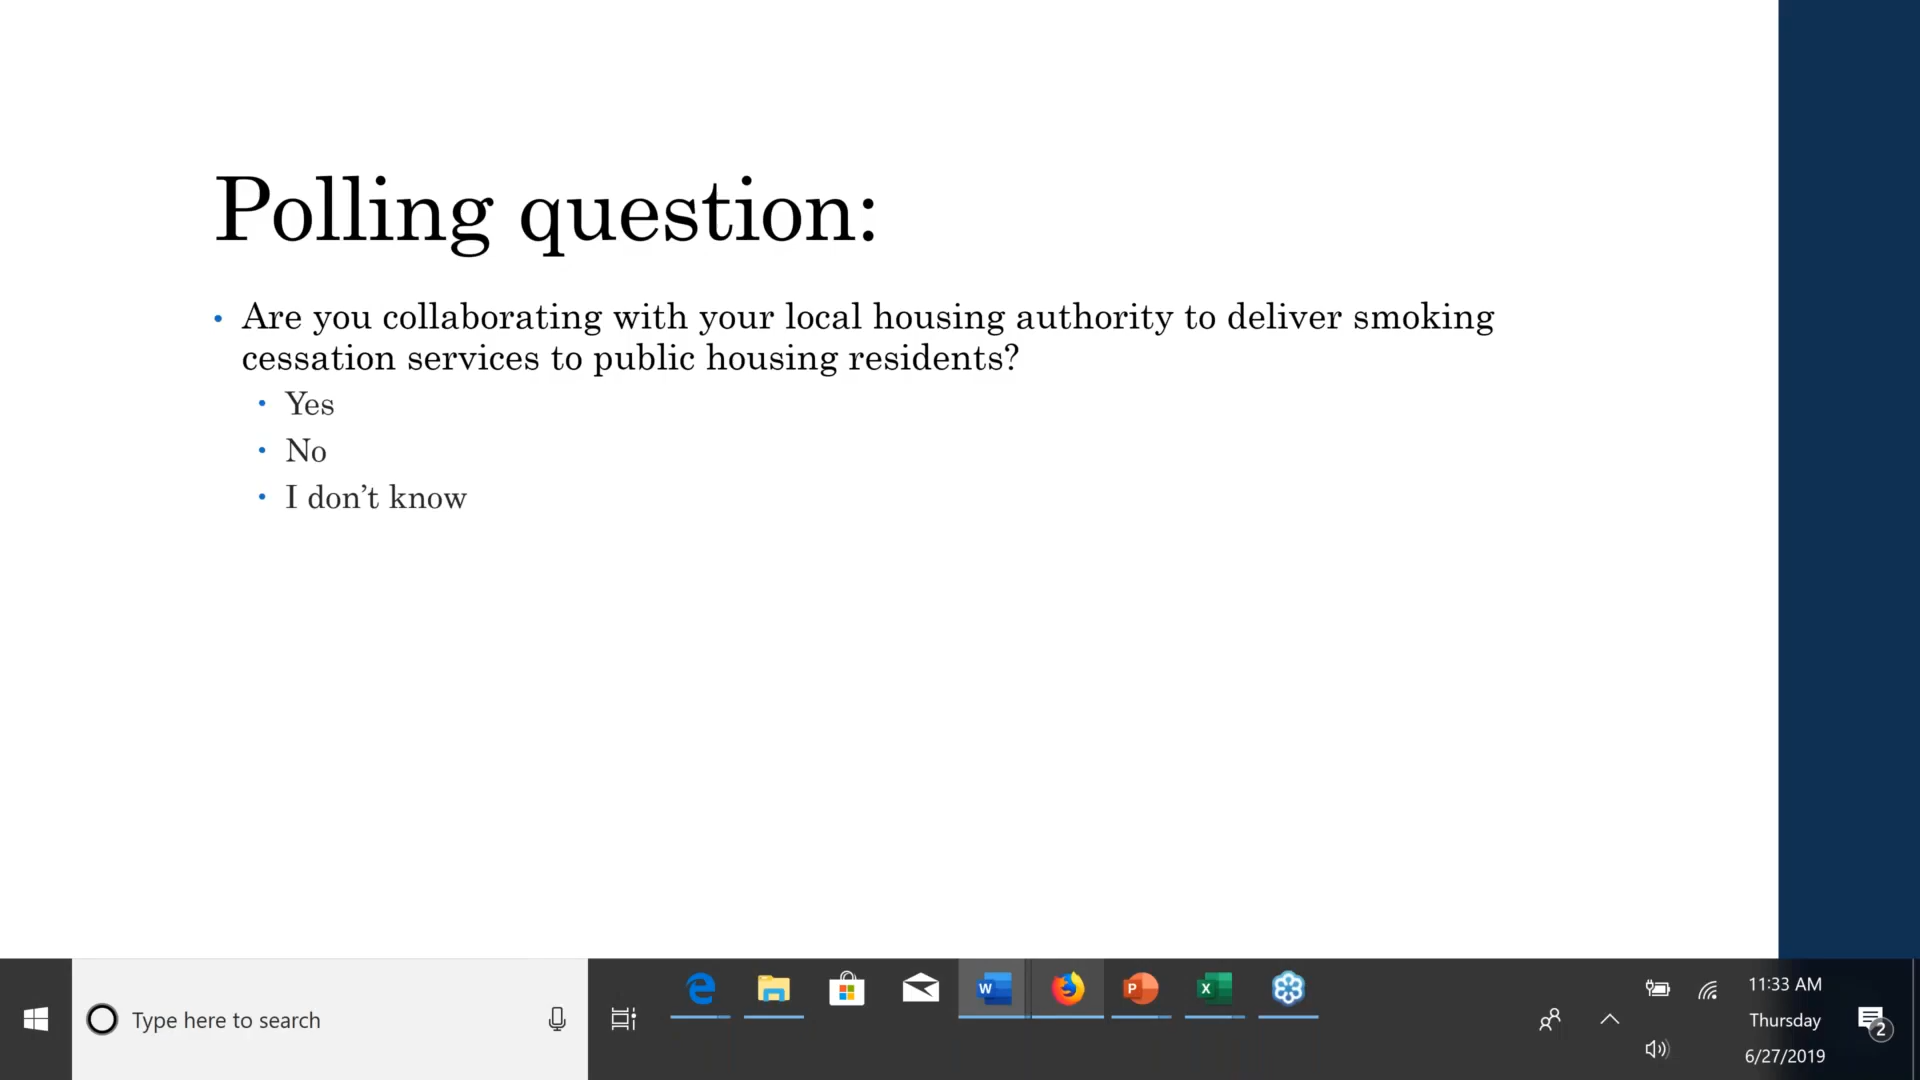 Polling question:
• Are you collaborating with your local housing authority to deliver smoking
cessation services to public housing residents?
• Yes
• No
• I don’t know
Type here to search
W
P
X
11:33 AM
Thursday
6/27/2019
2